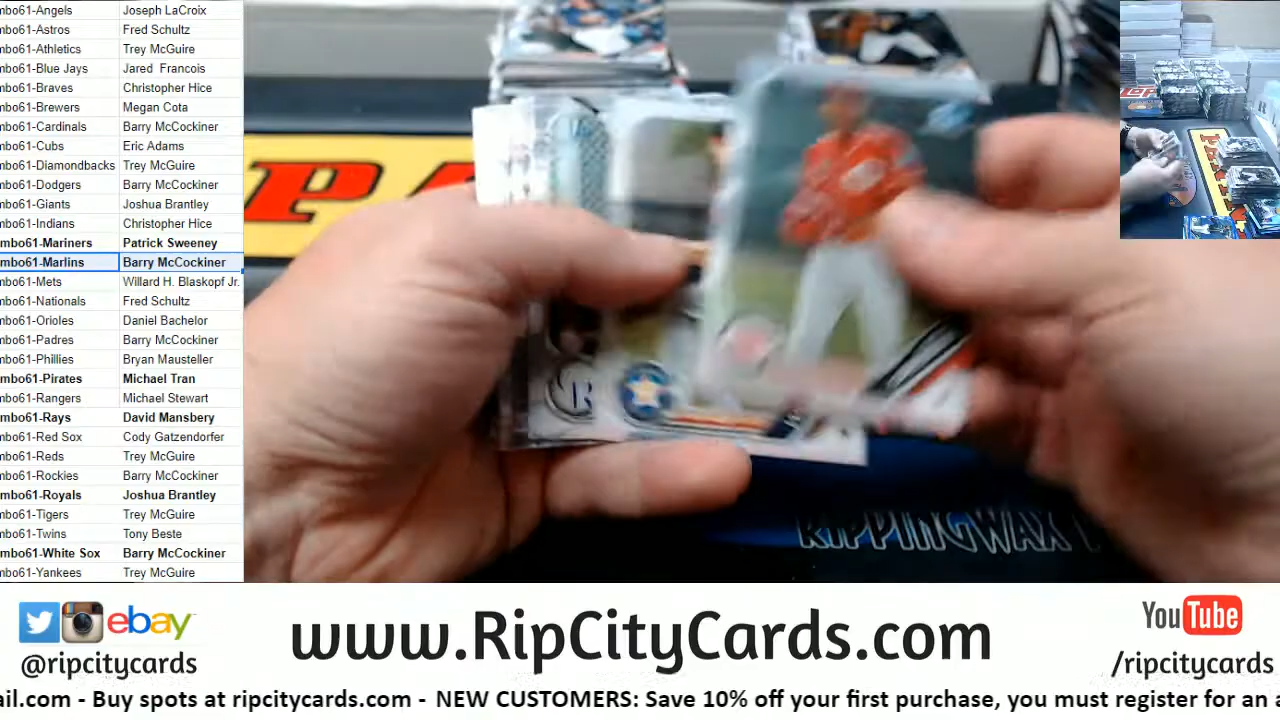 mbo61-Angels Joseph LaCroix
mbo61-Astros Fred Schultz
mbo61-Athletics Trey McGuire
mbo61-Blue Jays Jared Francois
mbo61-Braves Christopher Hice
mbo61-Brewers Megan Cota
mbo61-Cardinals Barry McCockiner
mbo61-Cubs Eric Adams
mbo61-Diamondbacks Trey McGuire
mbo61-Dodgers Barry McCockiner
mbo61-Giants Joshua Brantley
mbo61-Indians Christopher Hice
mbo61-Mariners Patrick Sweeney
mbo61-Marlins Barry McCockiner
mbo61-Mets Willard H. Blaskopf Jr.
mbo61-Nationals Fred Schultz
mbo61-Orioles Daniel Bachelor
mbo61-Padres Barry McCockiner
mbo61-Phillies Bryan Mausteller
mbo61-Pirates Michael Tran
mbo61-Rangers Michael Stewart
mbo61-Rays David Mansbery
mbo61-Red Sox Cody Gatzendorfer
mbo61-Reds Trey McGuire
mbo61-Rockies Barry McCockiner
mbo61-Royals Joshua Brantley
mbo61-Tigers Trey McGuire
mbo61-Twins Tony Beste
mbo61-White Sox Barry McCockiner
mbo61-Yankees Trey McGuire
PA
RIPPINGWAX
ebay
@ripcitycards
www.RipCityCards.com
YouTube
/ripcitycards
ail.com - Buy spots at ripcitycards.com - NEW CUSTOMERS: Save 10% off your first purchase, you must register for an a